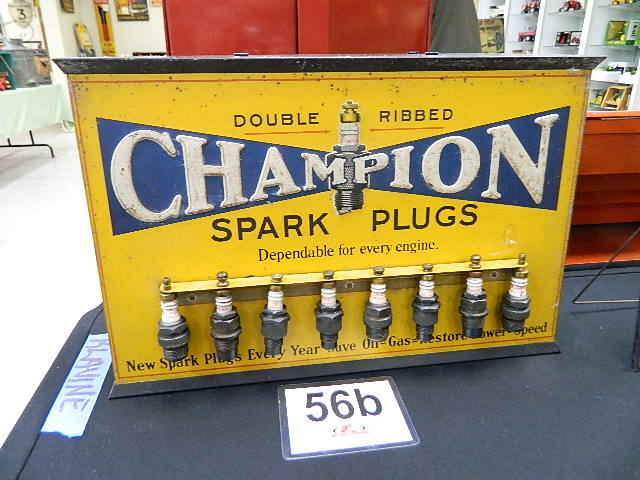 DOUBLE RIBBED
CHAMPION
SPARK PLUGS
Dependable for every engine.
New Spark Plugs Every Year Save Oil-Gas-Restore Power-Speed
KLAVINE
56b